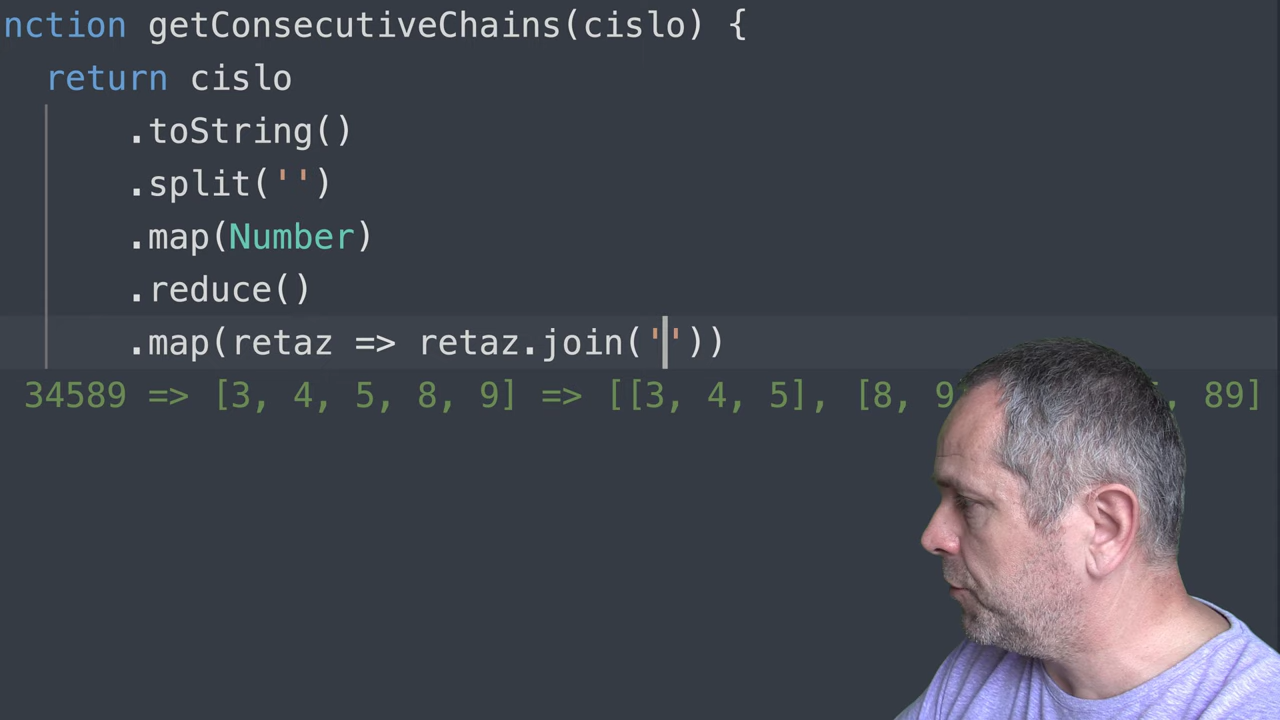 nction getConsecutiveChains(cislo) {
return cislo
.toString()
.split('')
.map(Number)
.reduce()
.map(retaz => retaz.join(''))
34589 => [3, 4, 5, 8, 9] => [[3, 4, 5], [8, 9 , 89]